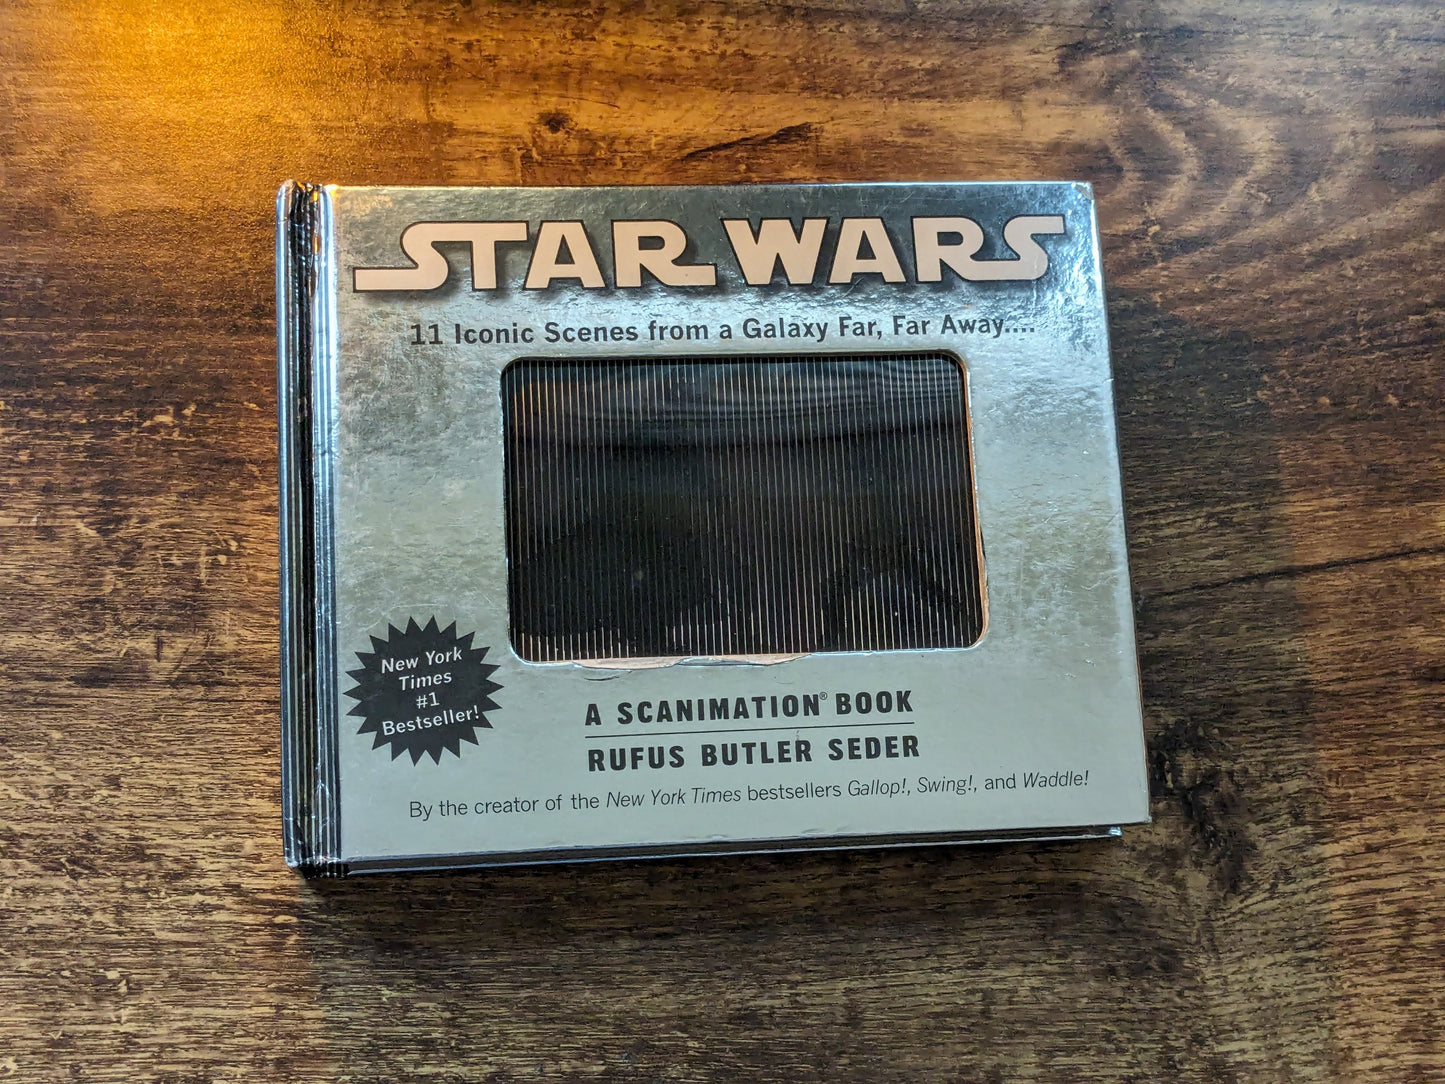 STAR WARS
11 Iconic Scenes from a Galaxy Far, Far Away....
New York
Times
#1
Bestseller!
A SCANIMATION® BOOK
RUFUS BUTLER SEDER
By the creator of the New York Times bestsellers Gallop!, Swing!, and Waddle!